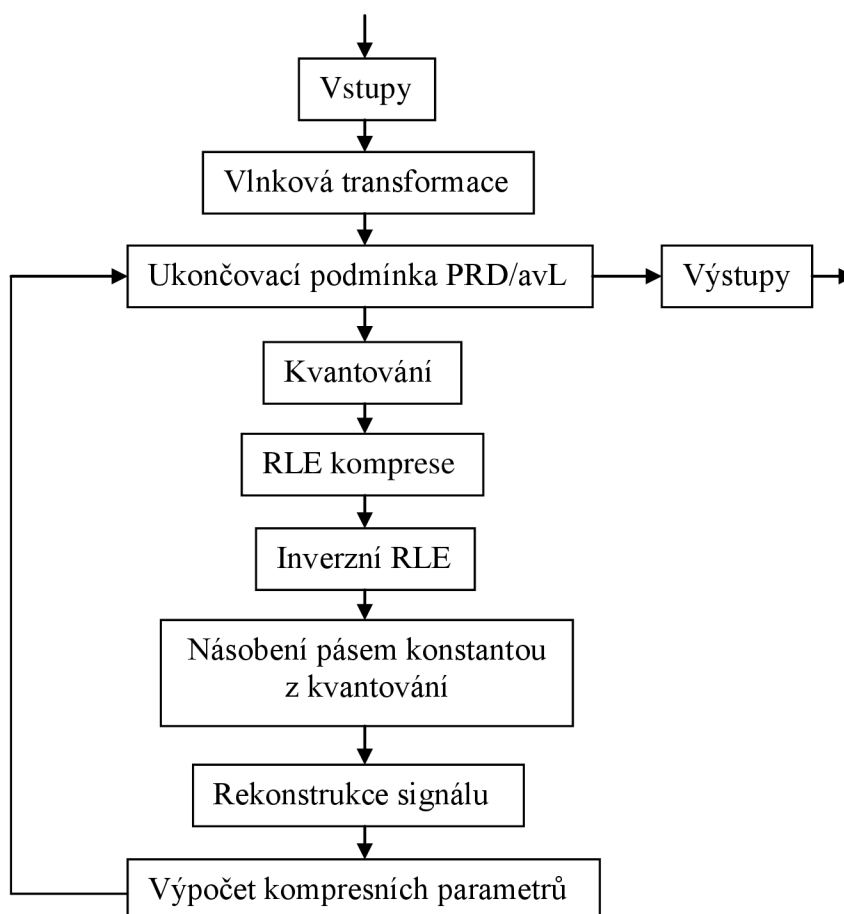 Vstupy
Vlnková transformace
Ukončovací podmínka PRD/avL
Výstupy
Kvantování
RLE komprese
Inverzní RLE
Násobení pásem konstantou
z kvantování
Rekonstrukce signálu
Výpočet kompresních parametrů